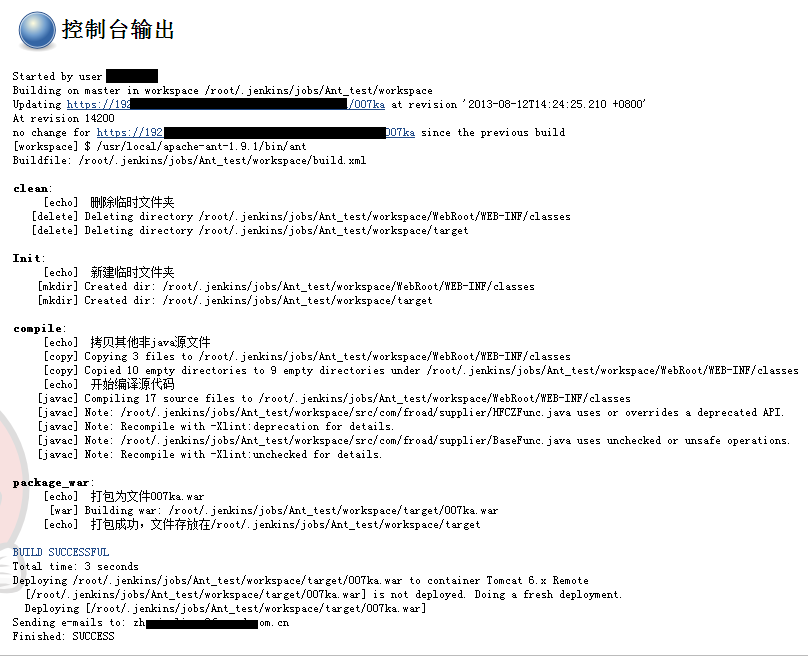 控制台输出
Started by user
Building on master in workspace /root/.jenkins/jobs/Ant_test/workspace
Updating https://192 /007ka at revision '2013-08-12T14:24:25.210 +0800'
At revision 14200
no change for https://192 007ka since the previous build
[workspace] $ /usr/local/apache-ant-1.9.1/bin/ant
Buildfile: /root/.jenkins/jobs/Ant_test/workspace/build.xml
clean:
[echo] 删除临时文件夹
[delete] Deleting directory /root/.jenkins/jobs/Ant_test/workspace/WebRoot/WEB-INF/classes
[delete] Deleting directory /root/.jenkins/jobs/Ant_test/workspace/target
Init:
[echo] 新建临时文件夹
[mkdir] Created dir: /root/.jenkins/jobs/Ant_test/workspace/WebRoot/WEB-INF/classes
[mkdir] Created dir: /root/.jenkins/jobs/Ant_test/workspace/target
compile:
[echo] 拷贝其他非java源文件
[copy] Copying 3 files to /root/.jenkins/jobs/Ant_test/workspace/WebRoot/WEB-INF/classes
[copy] Copied 10 empty directories to 9 empty directories under /root/.jenkins/jobs/Ant_test/workspace/WebRoot/WEB-INF/classes
[echo] 开始编译源代码
[javac] Compiling 17 source files to /root/.jenkins/jobs/Ant_test/workspace/WebRoot/WEB-INF/classes
[javac] Note: /root/.jenkins/jobs/Ant_test/workspace/src/com/froad/supplier/HFCZFunc.java uses or overrides a deprecated API.
[javac] Note: Recompile with -Xlint:deprecation for details.
[javac] Note: /root/.jenkins/jobs/Ant_test/workspace/src/com/froad/supplier/BaseFunc.java uses unchecked or unsafe operations.
[javac] Note: Recompile with -Xlint:unchecked for details.
package_war:
[echo] 打包为文件007ka.war
[war] Building war: /root/.jenkins/jobs/Ant_test/workspace/target/007ka.war
[echo] 打包成功，文件存放在/root/.jenkins/jobs/Ant_test/workspace/target
BUILD SUCCESSFUL
Total time: 3 seconds
Deploying /root/.jenkins/jobs/Ant_test/workspace/target/007ka.war to container Tomcat 6.x Remote
[/root/.jenkins/jobs/Ant_test/workspace/target/007ka.war] is not deployed. Doing a fresh deployment.
Deploying [/root/.jenkins/jobs/Ant_test/workspace/target/007ka.war]
Sending e-mails to: zh om.cn
Finished: SUCCESS